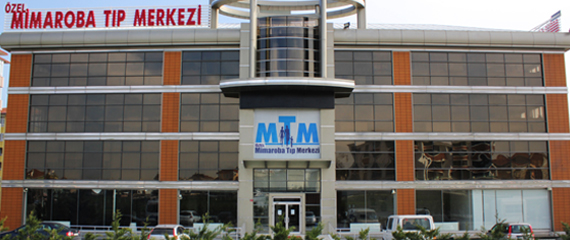 ÖZEL
MİMAROBA TIP MERKEZİ
MTM
Mimaroba Tıp Merkezi